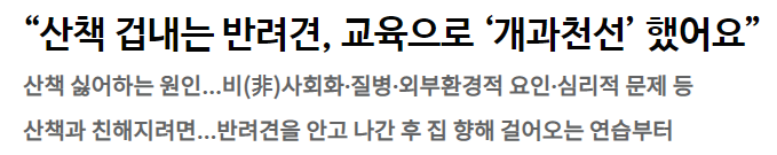 “산책 겁내는 반려견, 교육으로 ‘개과천선’ 했어요”
산책 싫어하는 원인...비(非)사회화·질병·외부환경적 요인·심리적 문제 등
산책과 친해지려면...반려견을 안고 나간 후 집 향해 걸어오는 연습부터